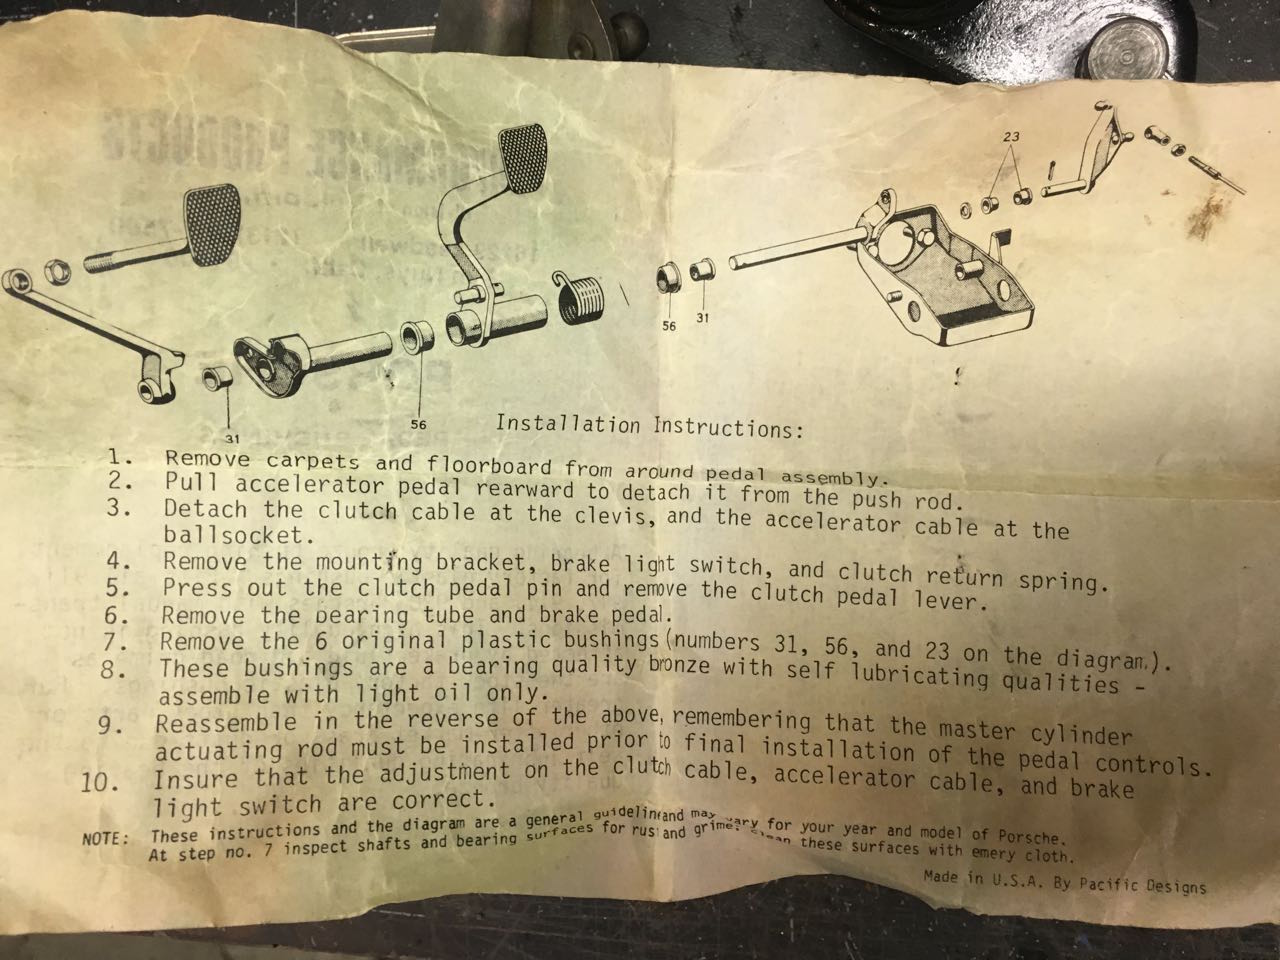 23
56
31
56
31
Installation Instructions:
1. Remove carpets and floorboard from around pedal assembly.
2. Pull accelerator pedal rearward to detach it from the push rod.
3. Detach the clutch cable at the clevis, and the accelerator cable at the
ballsocket.
4. Remove the mounting bracket, brake light switch, and clutch return spring.
5. Press out the clutch pedal pin and remove the clutch pedal lever.
6. Remove the bearing tube and brake pedal.
7. Remove the 6 original plastic bushings (numbers 31, 56, and 23 on the diagram.).
8. These bushings are a bearing quality bronze with self lubricating qualities -
assemble with light oil only.
9. Reassemble in the reverse of the above, remembering that the master cylinder
actuating rod must be installed prior to final installation of the pedal controls.
10. Insure that the adjustment on the clutch cable, accelerator cable, and brake
light switch are correct.
NOTE: These instructions and the diagram are a general guidelin and may vary for your year and model of Porsche.
At step no. 7 inspect shafts and bearing surfaces for rust and grime. Clean these surfaces with emery cloth.
Made in U.S.A. By Pacific Designs